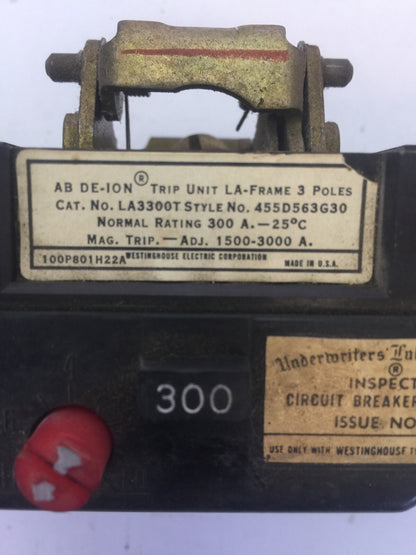 AB DE-ION ® TRIP UNIT LA-FRAME 3 POLES
CAT. NO. LA3300T STYLE NO. 455D563G30
NORMAL RATING 300 A.—25°C
MAG. TRIP.—ADJ. 1500-3000 A.
100P801H22A WESTINGHOUSE ELECTRIC CORPORATION MADE IN U.S.A.
300
Underwriters'
®
INSPECT
CIRCUIT BREAKER
ISSUE NO
USE ONLY WITH WESTINGHOUSE